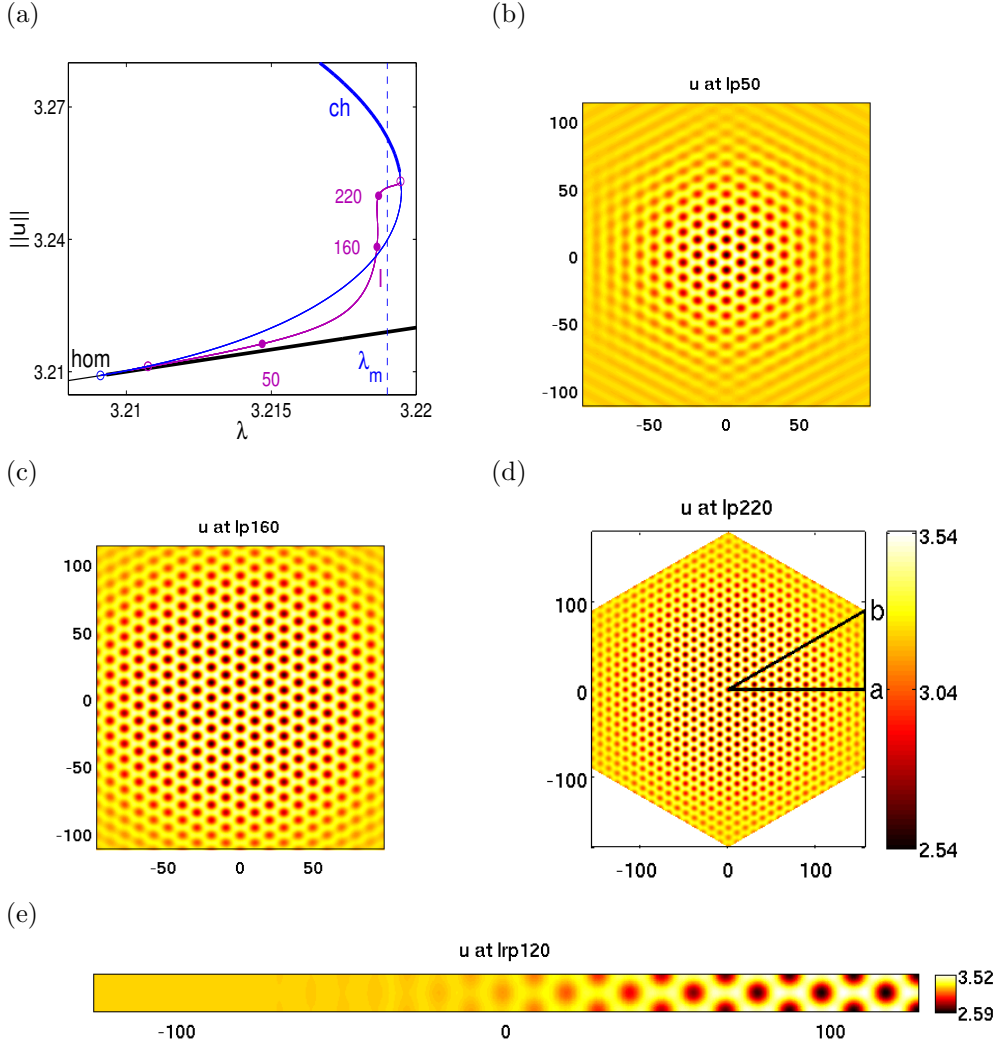 (a)
3.27
3.24
3.21
||u||
ch
220
160
l
hom
50
λm
3.21
3.215
3.22
λ
(b)
u at lp50
100
50
0
-50
-100
-50
0
50
(c)
u at lp160
100
50
0
-50
-100
-50
0
50
(d)
u at lp220
100
0
-100
-100
0
100
b
a
3.54
3.04
2.54
(e)
u at lrp120
-100
0
100
3.52
2.59